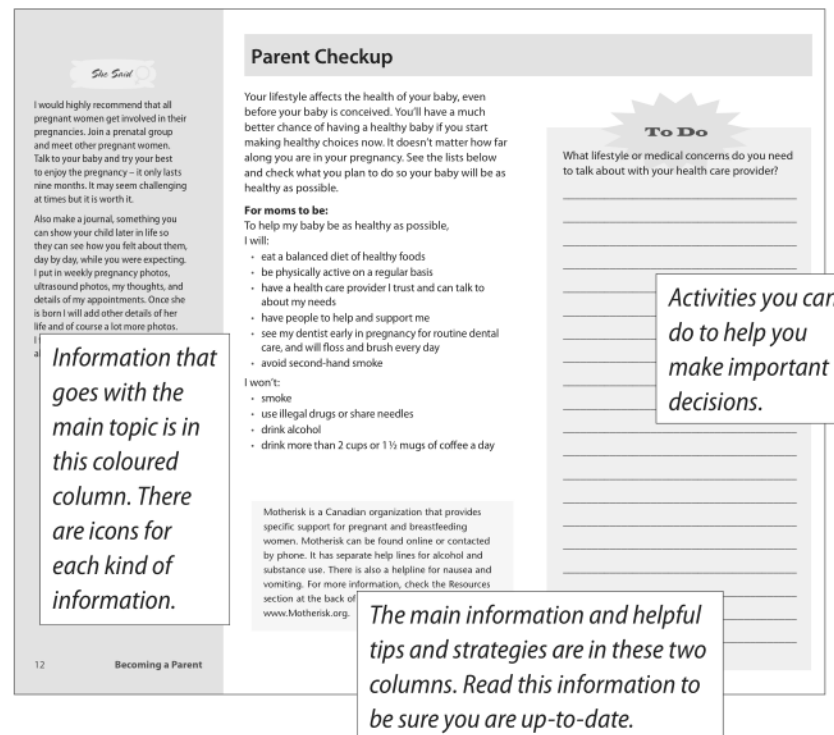 She Said
I would highly recommend that all
pregnant women get involved in their
pregnancies. Join a prenatal group
and meet other pregnant women.
Talk to your baby and try your best
to enjoy the pregnancy – it only lasts
nine months. It may seem challenging
at times but it is worth it.
Also make a journal, something you
can show your child later in life so
they can see how you felt about them,
day by day, while you were expecting.
I put in weekly pregnancy photos,
ultrasound photos, my thoughts, and
details of my appointments. Once she
is born I will add other details of her
life and of course a lot more photos.
Information that
goes with the
main topic is in
this coloured
column. There
are icons for
each kind of
information.
12 Becoming a Parent
Parent Checkup
Your lifestyle affects the health of your baby, even
before your baby is conceived. You'll have a much
better chance of having a healthy baby if you start
making healthy choices now. It doesn't matter how far
along you are in your pregnancy. See the lists below
and check what you plan to do so your baby will be as
healthy as possible.
For moms to be:
To help my baby be as healthy as possible,
I will:
• eat a balanced diet of healthy foods
• be physically active on a regular basis
• have a health care provider I trust and can talk to
about my needs
• have people to help and support me
• see my dentist early in pregnancy for routine dental
care, and will floss and brush every day
• avoid second-hand smoke
I won't:
• smoke
• use illegal drugs or share needles
• drink alcohol
• drink more than 2 cups or 1 ½ mugs of coffee a day
Motherisk is a Canadian organization that provides
specific support for pregnant and breastfeeding
women. Motherisk can be found online or contacted
by phone. It has separate help lines for alcohol and
substance use. There is also a helpline for nausea and
vomiting. For more information, check the Resources
section at the back of
www.Motherisk.org.
The main information and helpful
tips and strategies are in these two
columns. Read this information to
be sure you are up-to-date.
To Do
What lifestyle or medical concerns do you need
to talk about with your health care provider?
Activities you can
do to help you
make important
decisions.